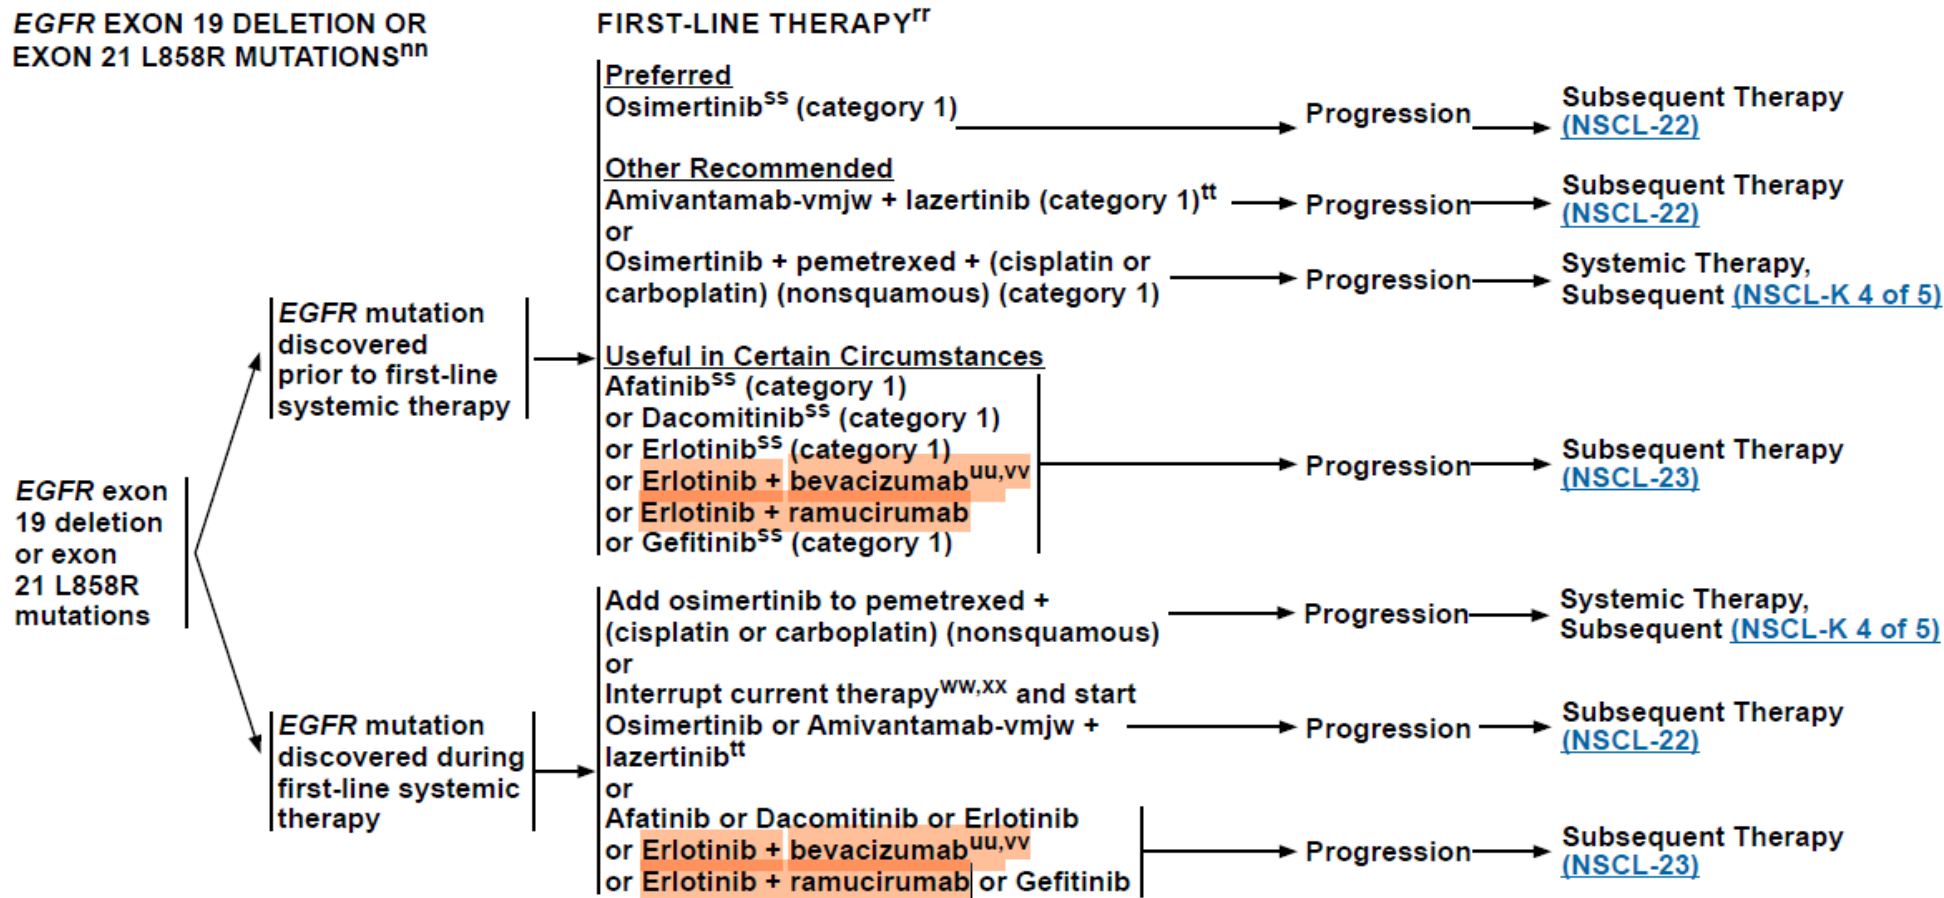 EGFR EXON 19 DELETION OR
EXON 21 L858R MUTATIONSnn
FIRST-LINE THERAPYrr
EGFR exon
19 deletion
or exon
21 L858R
mutations
EGFR mutation
discovered
prior to first-line
systemic therapy
Preferred
Osimertinibss (category 1)
Progression
Subsequent Therapy
(NSCL-22)
Other Recommended
Amivantamab-vmjw + lazertinib (category 1)tt
Progression
Subsequent Therapy
(NSCL-22)
or
Osimertinib + pemetrexed + (cisplatin or
carboplatin) (nonsquamous) (category 1)
Progression
Systemic Therapy,
Subsequent (NSCL-K 4 of 5)
Useful in Certain Circumstances
Afatinibss (category 1)
or Dacomitinibss (category 1)
or Erlotinibss (category 1)
or Erlotinib + bevacizumabuu,vv
or Erlotinib + ramucirumab
or Gefitinibss (category 1)
Progression
Subsequent Therapy
(NSCL-23)
EGFR mutation
discovered during
first-line systemic
therapy
Add osimertinib to pemetrexed +
(cisplatin or carboplatin) (nonsquamous)
Progression
Systemic Therapy,
Subsequent (NSCL-K 4 of 5)
or
Interrupt current therapyww,xx and start
Osimertinib or Amivantamab-vmjw +
lazertinibtt
Progression
Subsequent Therapy
(NSCL-22)
or
Afatinib or Dacomitinib or Erlotinib
or Erlotinib + bevacizumabuu,vv
or Erlotinib + ramucirumab or Gefitinib
Progression
Subsequent Therapy
(NSCL-23)